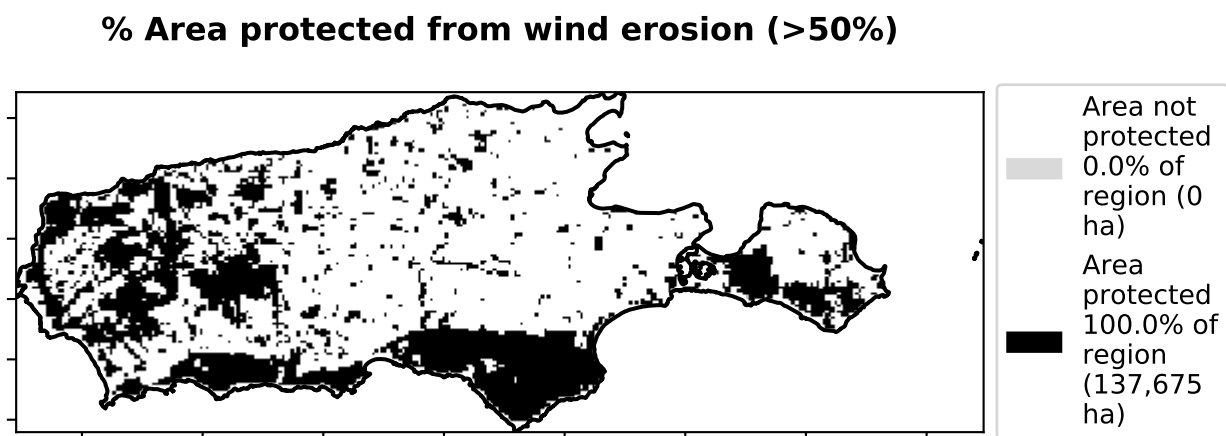 % Area protected from wind erosion (>50%)
Area not
protected
0.0% of
region (0
ha)
Area
protected
100.0% of
region
(137,675
ha)